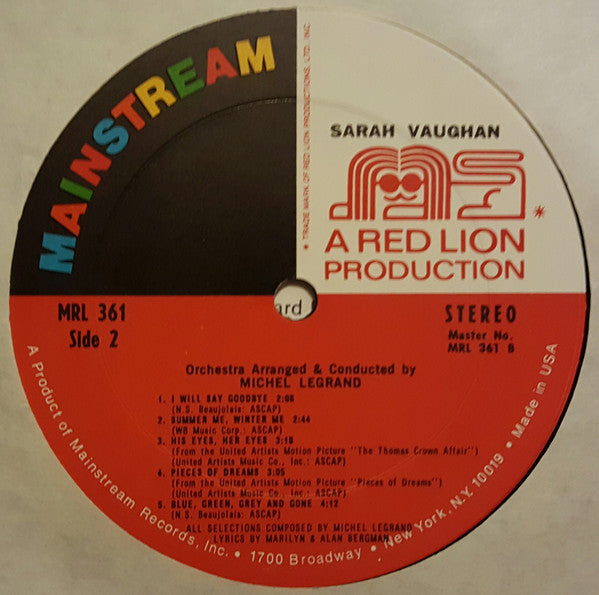 MAINSTREAM
* TRADE MARK OF RED LION PRODUCTIONS, LTD., INC.
SARAH VAUGHAN
*
A RED LION
PRODUCTION
MRL 361
Side 2
rd
STEREO
Master No.
MRL 361 B
Orchestra Arranged & Conducted by
MICHEL LEGRAND
1. I WILL SAY GOODBYE 2:08
(N.S. Beaujolais: ASCAP)
2. SUMMER ME, WINTER ME 2:44
(WB Music Corp.: ASCAP)
3. HIS EYES, HER EYES 3:18
(From the United Artists Motion Picture "The Thomas Crown Affair")
(United Artists Music Co., Inc.: ASCAP)
4. PIECES OF DREAMS 3:05
(From the United Artists Motion Picture "Pieces of Dreams")
(United Artists Music Co., Inc.: ASCAP)
5. BLUE, GREEN, GREY AND GONE 4:12
(N.S. Beaujolais: ASCAP)
ALL SELECTIONS COMPOSED BY MICHEL LEGRAND
LYRICS BY MARILYN & ALAN BERGMAN
A Product of Mainstream Records, Inc. • 1700 Broadway • New York, N.Y. 10019 • Made in USA